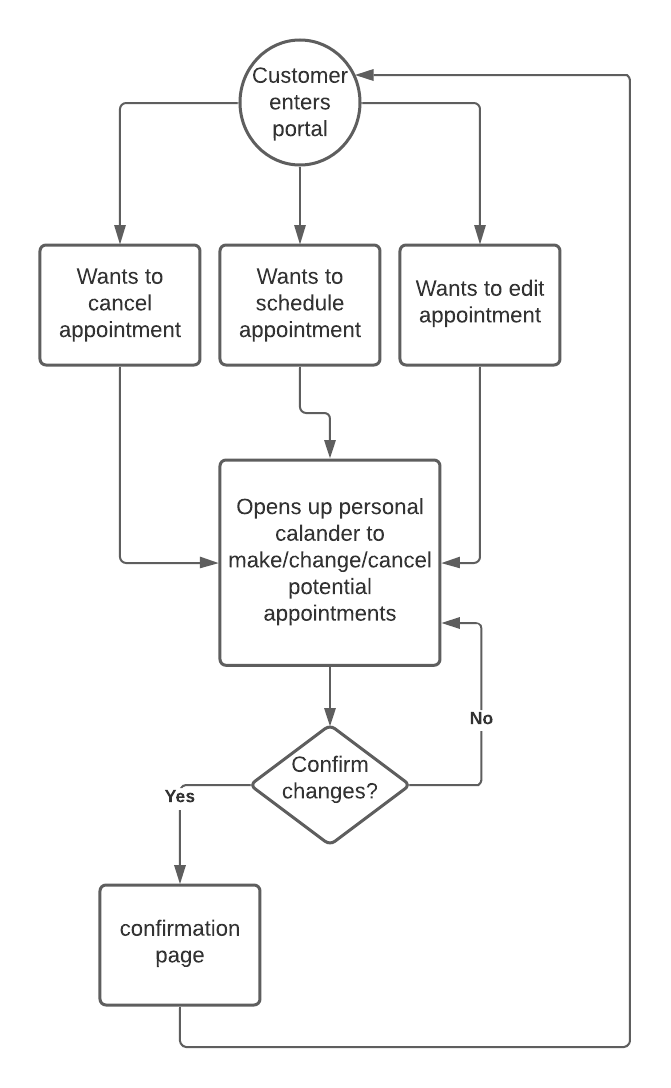 Customer
enters
portal
Wants to
cancel
appointment
Wants to
schedule
appointment
Wants to edit
appointment
Opens up personal
calander to
make/change/cancel
potential
appointments
No
Confirm
changes?
Yes
confirmation
page